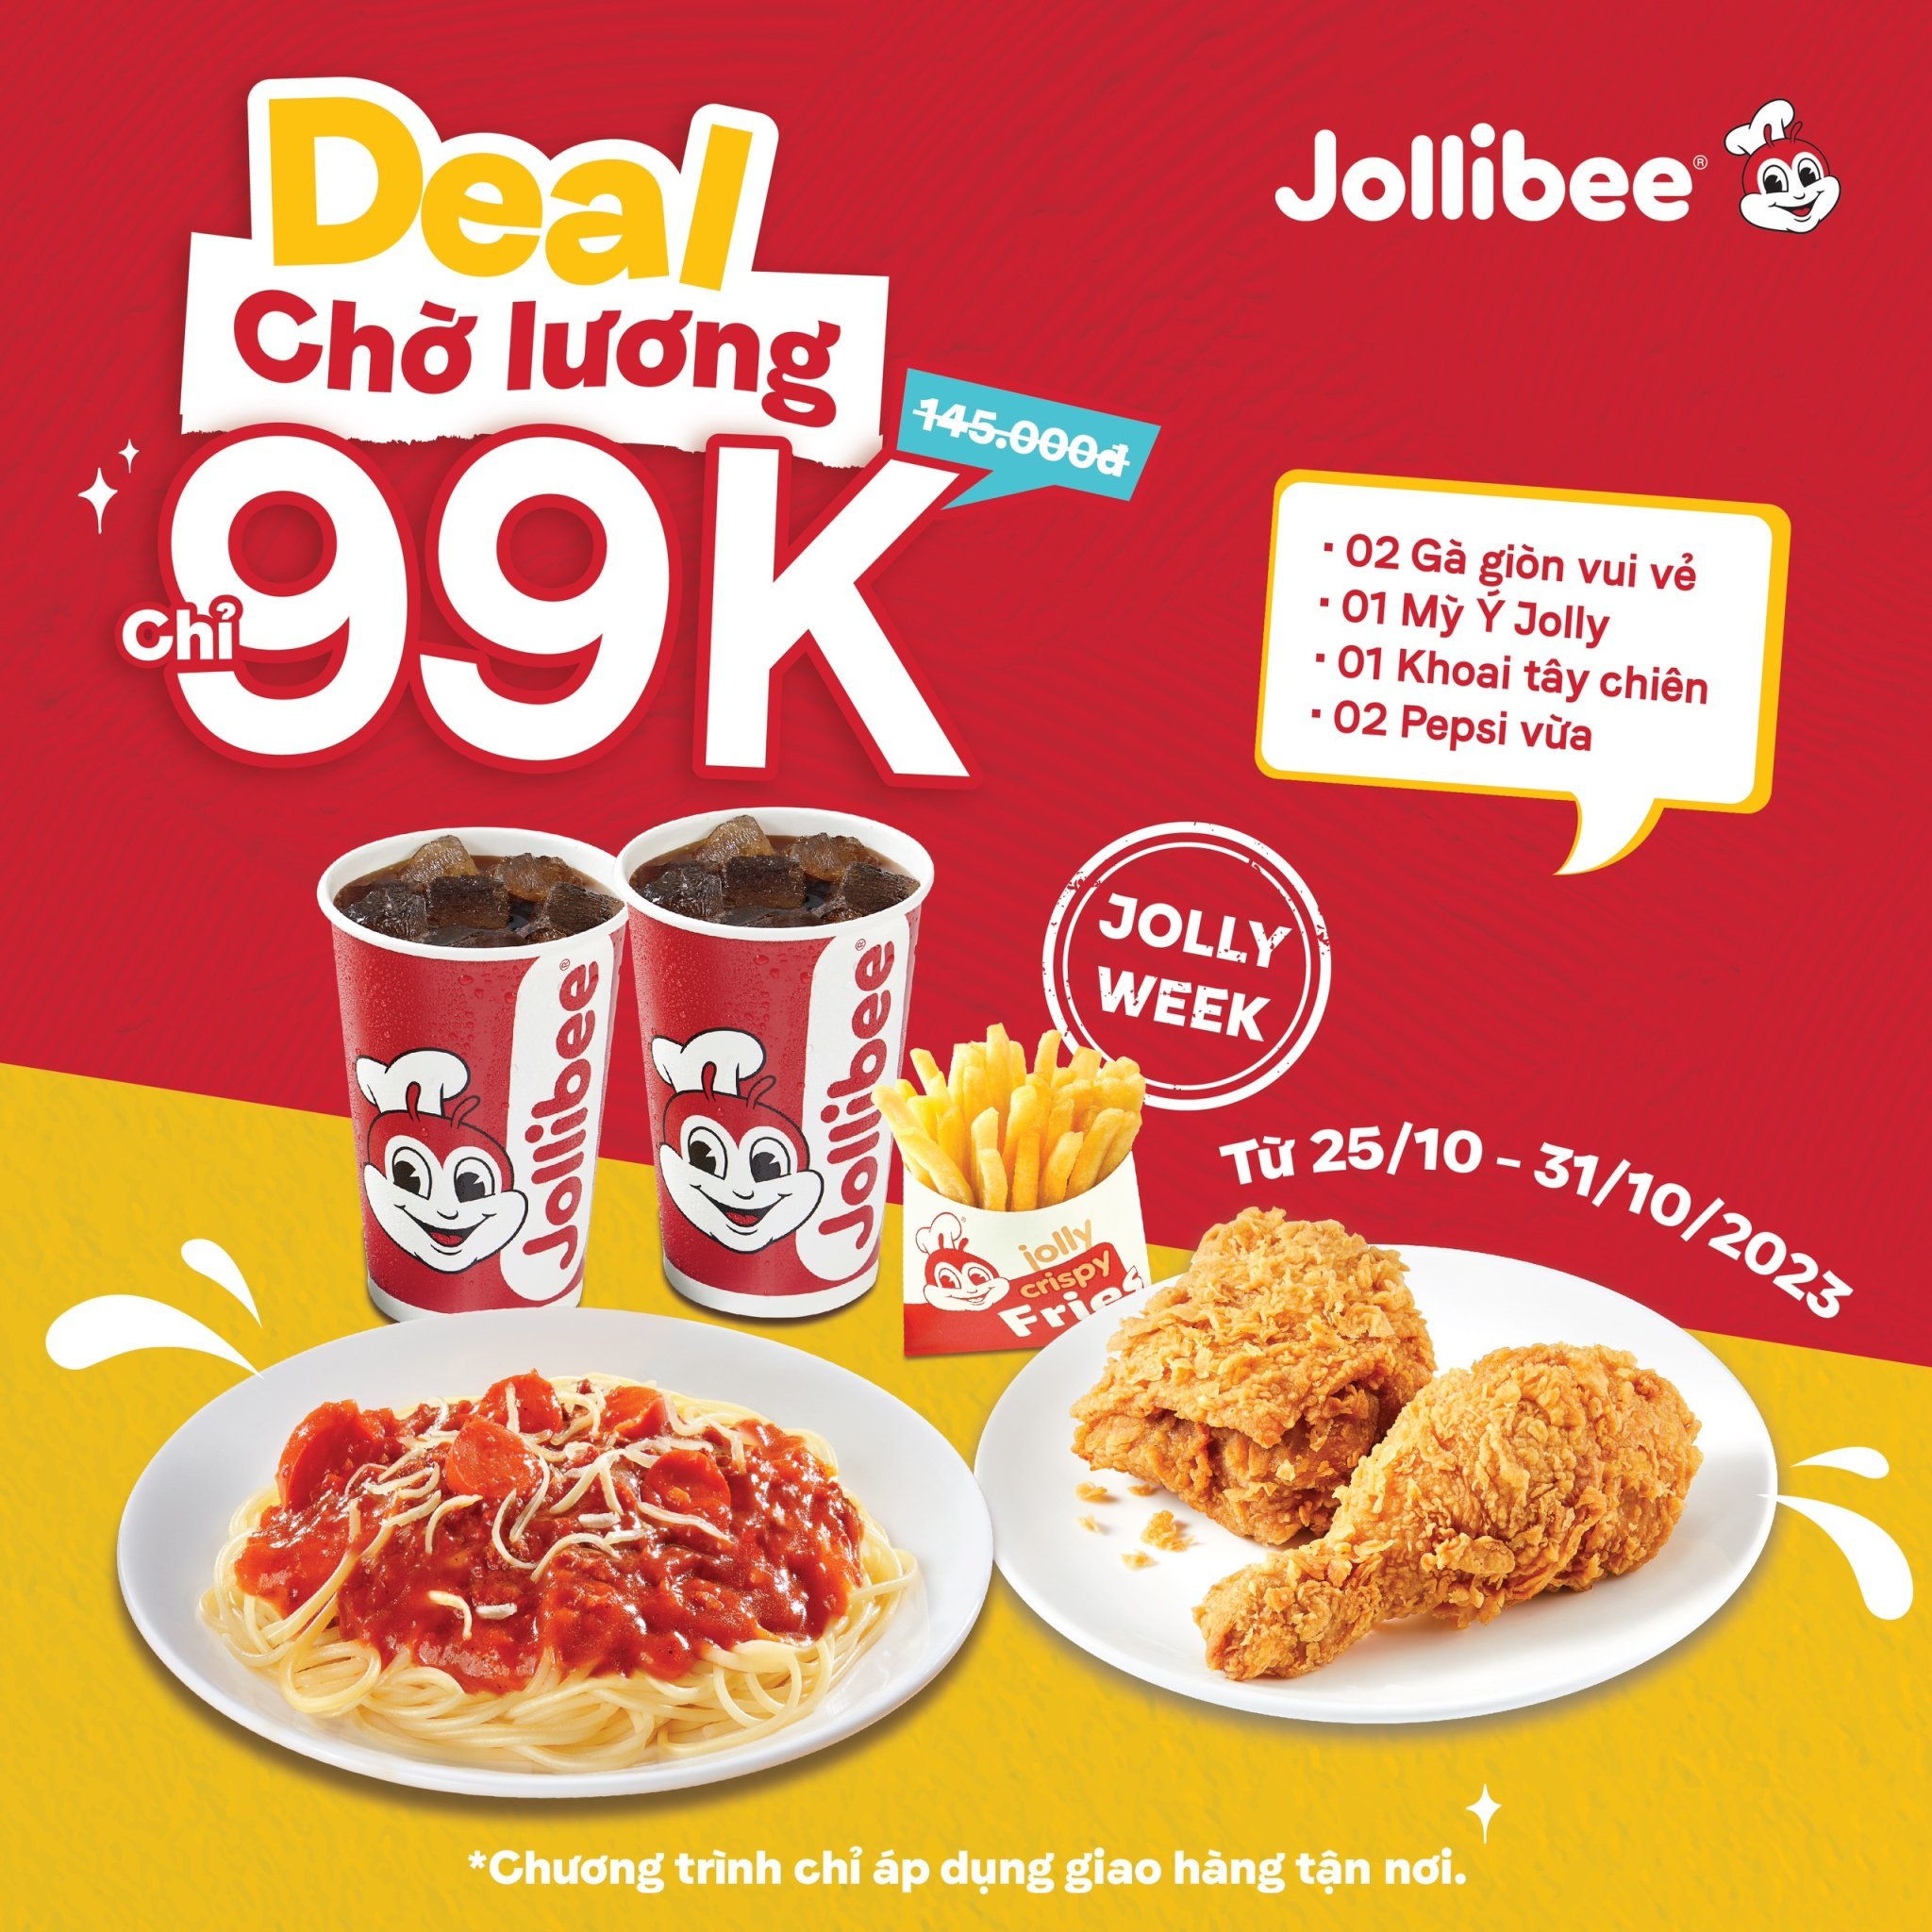 Deal
Chờ lương
chỉ 99K
145.000đ
Jollibee®
· 02 Gà giòn vui vẻ
· 01 Mỳ Ý Jolly
· 01 Khoai tây chiên
· 02 Pepsi vừa
JOLLY
WEEK
Từ 25/10 - 31/10/2023
Jollibee®
Jollibee®
jolly
crispy
Fries
*Chương trình chỉ áp dụng giao hàng tận nơi.